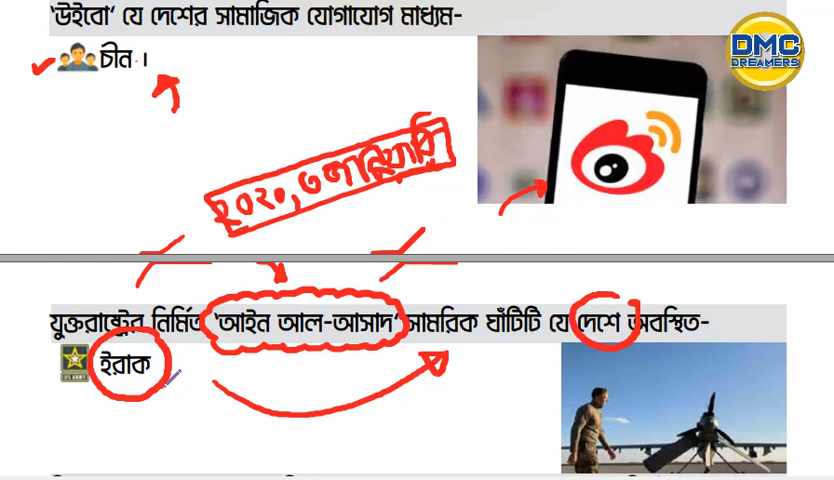 'উইবো' যে দেশের সামাজিক যোগাযোগ মাধ্যম-
DMC
DREAMERS
চীন ।
২০২০, ৩ জানুয়ারি
যুক্তরাষ্ট্রের নির্মিত 'আইন আল-আসাদ' সামরিক ঘাঁটিটি যে দেশে অবস্থিত-
ইরাক
US ARMY